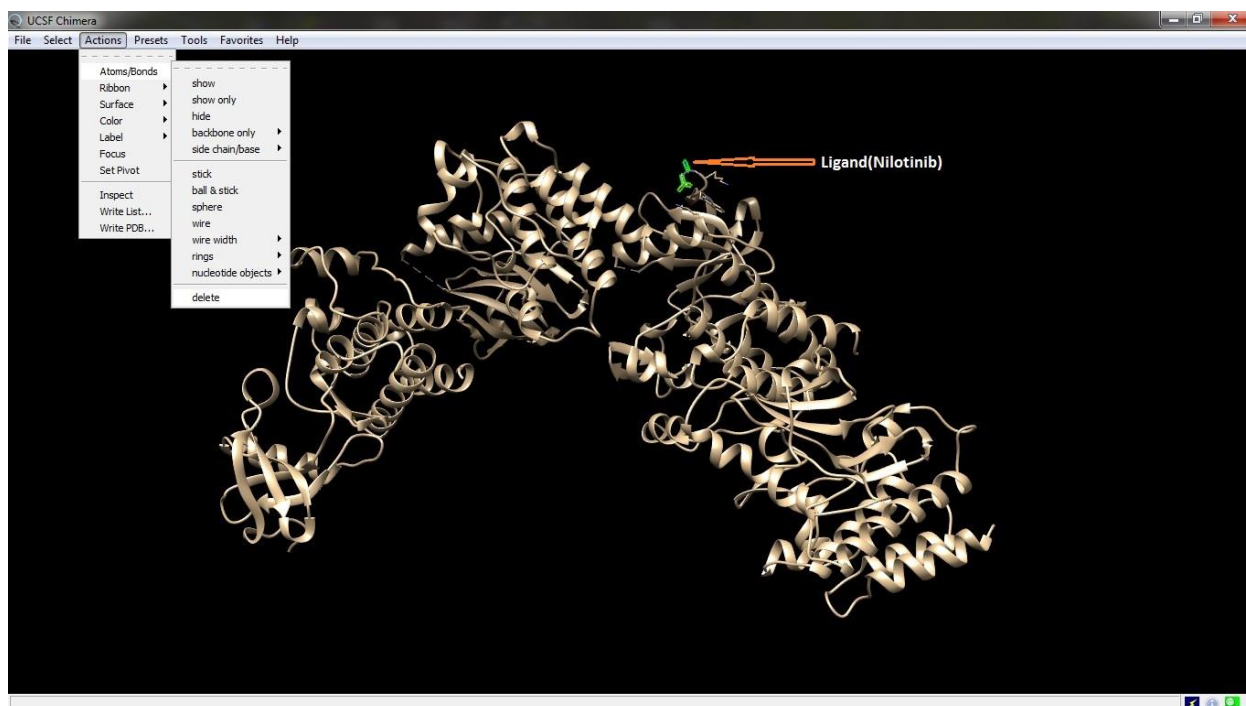 UCSF Chimera
File Select Actions Presets Tools Favorites Help
Atoms/Bonds
Ribbon
Surface
Color
Label
Focus
Set Pivot
Inspect
Write List...
Write PDB...
show
show only
hide
backbone only
side chain/base
stick
ball & stick
sphere
wire
wire width
rings
nucleotide objects
delete
Ligand(Nilotinib)